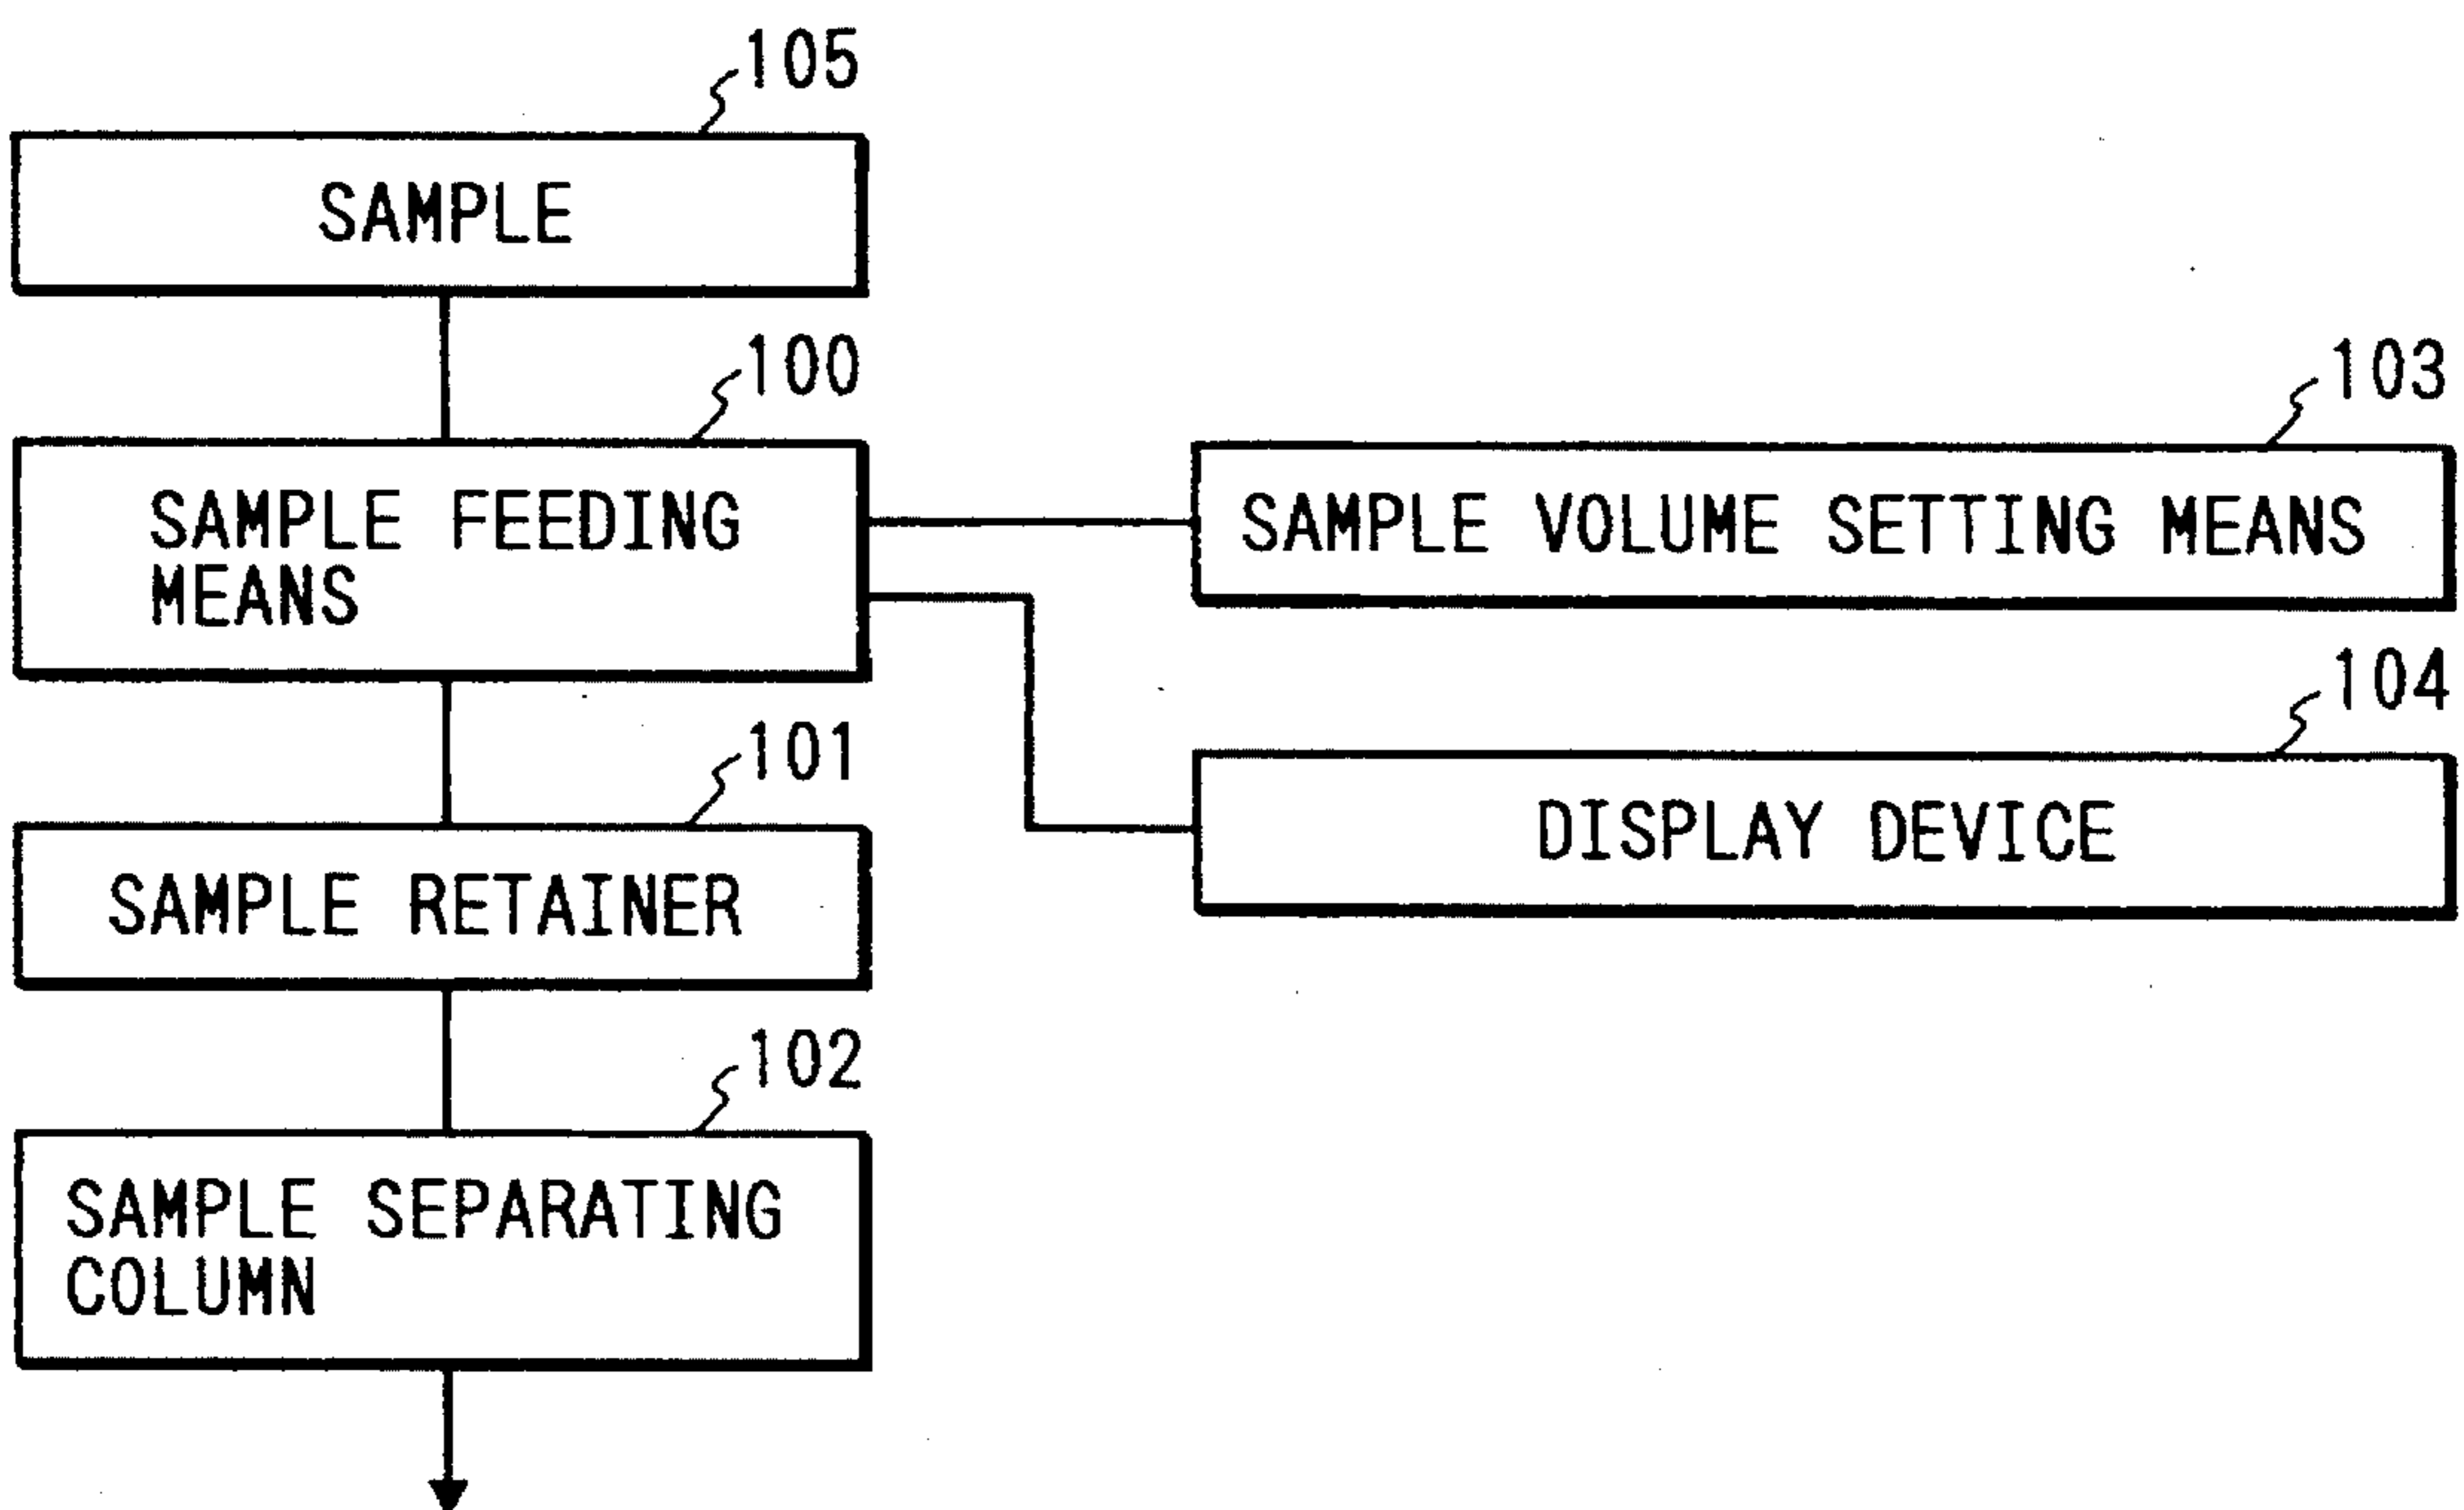 105
SAMPLE
100
SAMPLE FEEDING
MEANS
103
SAMPLE VOLUME SETTING MEANS
104
DISPLAY DEVICE
101
SAMPLE RETAINER
102
SAMPLE SEPARATING
COLUMN